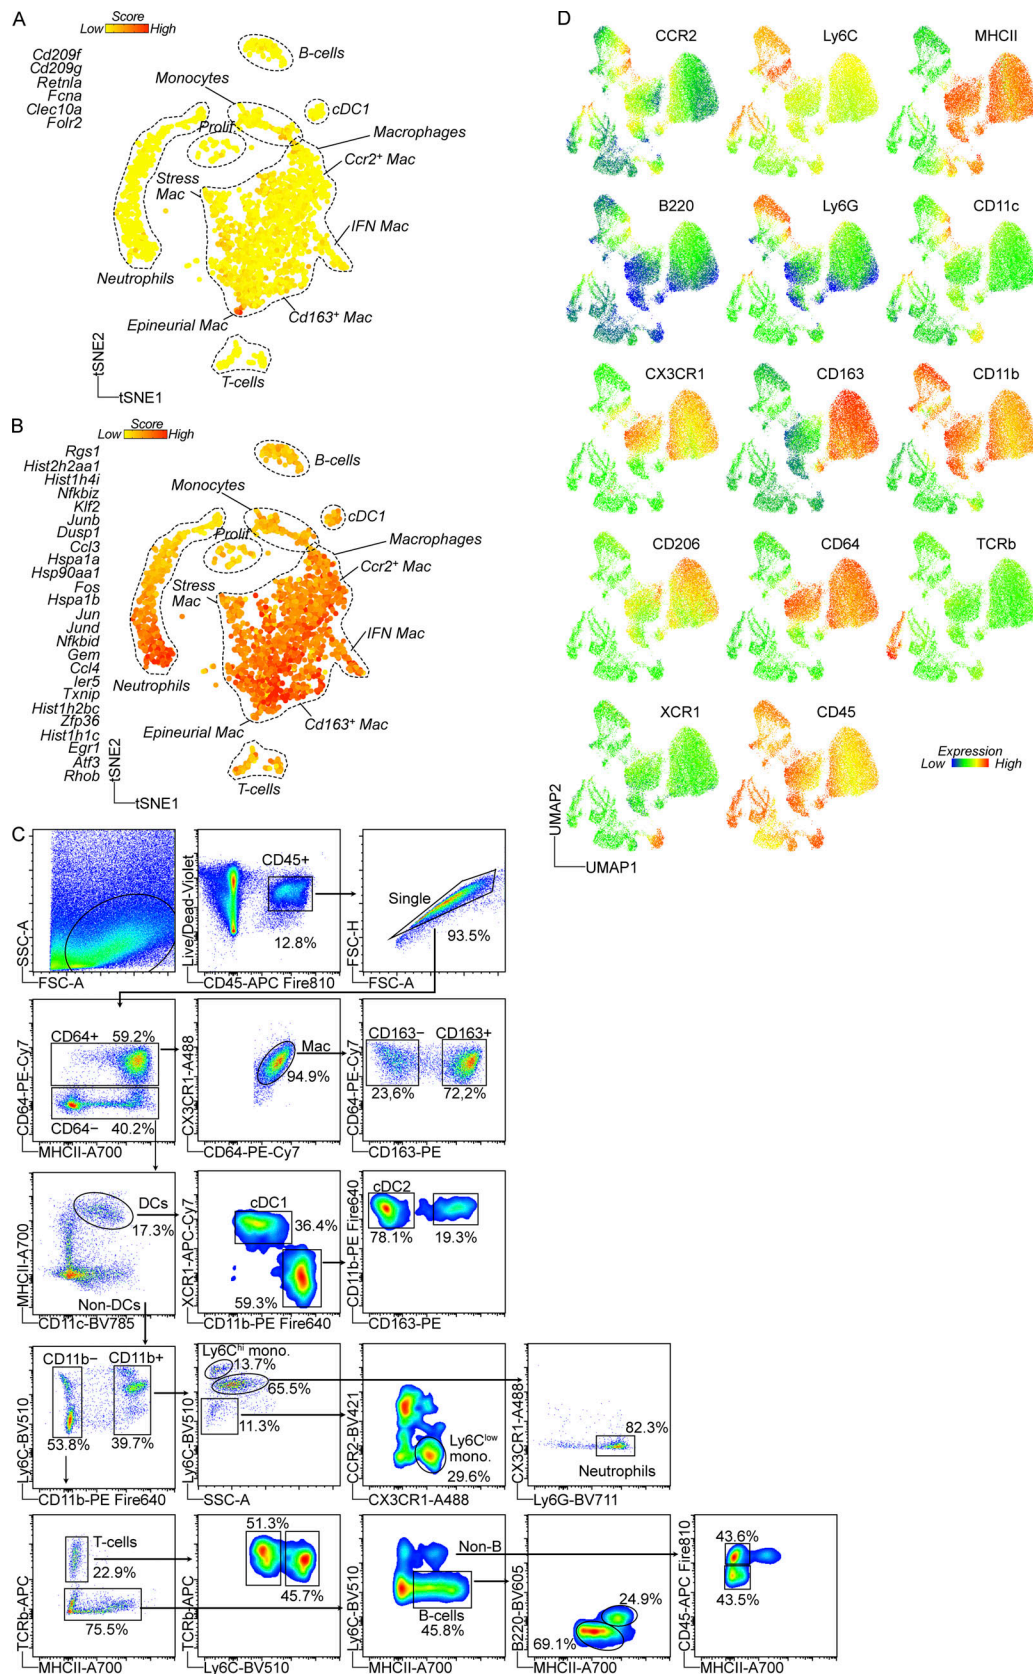 A
Score
Low High
Cd209f
Cd209g
Retnla
Fcna
Clec10a
Folr2
B-cells
Monocytes
cDC1
Prolif.
Macrophages
Ccr2+ Mac
Stress
Mac
IFN Mac
Neutrophils
Epineurial Mac
Cd163+ Mac
T-cells
tSNE2
tSNE1
B
Score
Low High
Rgs1
Hist2h2aa1
Hist1h4i
Nfkbiz
Klf2
Junb
Dusp1
Ccl3
Hspa1a
Hsp90aa1
Fos
Hspa1b
Jun
Jund
Nfkbid
Gem
Ccl4
Ier5
Txnip
Hist1h2bc
Zfp36
Hist1h1c
Egr1
Atf3
Rhob
B-cells
Monocytes
cDC1
Prolif.
Macrophages
Ccr2+ Mac
Stress
Mac
IFN Mac
Neutrophils
Epineurial Mac
Cd163+ Mac
T-cells
tSNE2
tSNE1
C
SSC-A
FSC-A
Live/Dead-Violet
CD45+
12.8%
CD45-APC Fire810
FSC-H
Single
93.5%
FSC-A
CD64-PE-Cy7
CD64+ 59.2%
CD64− 40.2%
MHCII-A700
CX3CR1-A488
Mac
94.9%
CD64-PE-Cy7
CD64-PE-Cy7
CD163− CD163+
23,6% 72,2%
CD163-PE
MHCII-A700
DCs
17.3%
Non-DCs
CD11c-BV785
XCR1-APC-Cy7
cDC1
36.4%
59.3%
CD11b-PE Fire640
CD11b-PE Fire640
cDC2
78.1% 19.3%
CD163-PE
Ly6C-BV510
CD11b− CD11b+
53.8% 39.7%
CD11b-PE Fire640
Ly6C-BV510
Ly6Chi mono.
13.7%
65.5%
11.3%
SSC-A
CCR2-BV421
Ly6Clow
mono.
29.6%
CX3CR1-A488
CX3CR1-A488
82.3%
Neutrophils
Ly6G-BV711
TCRb-APC
T-cells
22.9%
75.5%
MHCII-A700
TCRb-APC
51.3%
45.7%
Ly6C-BV510
Ly6C-BV510
Non-B
B-cells
45.8%
MHCII-A700
B220-BV605
24.9%
69.1%
MHCII-A700
CD45-APC Fire810
43.6%
43.5%
MHCII-A700
D
CCR2
Ly6C
MHCII
B220
Ly6G
CD11c
CX3CR1
CD163
CD11b
CD206
CD64
TCRb
XCR1
CD45
Expression
Low High
UMAP2
UMAP1